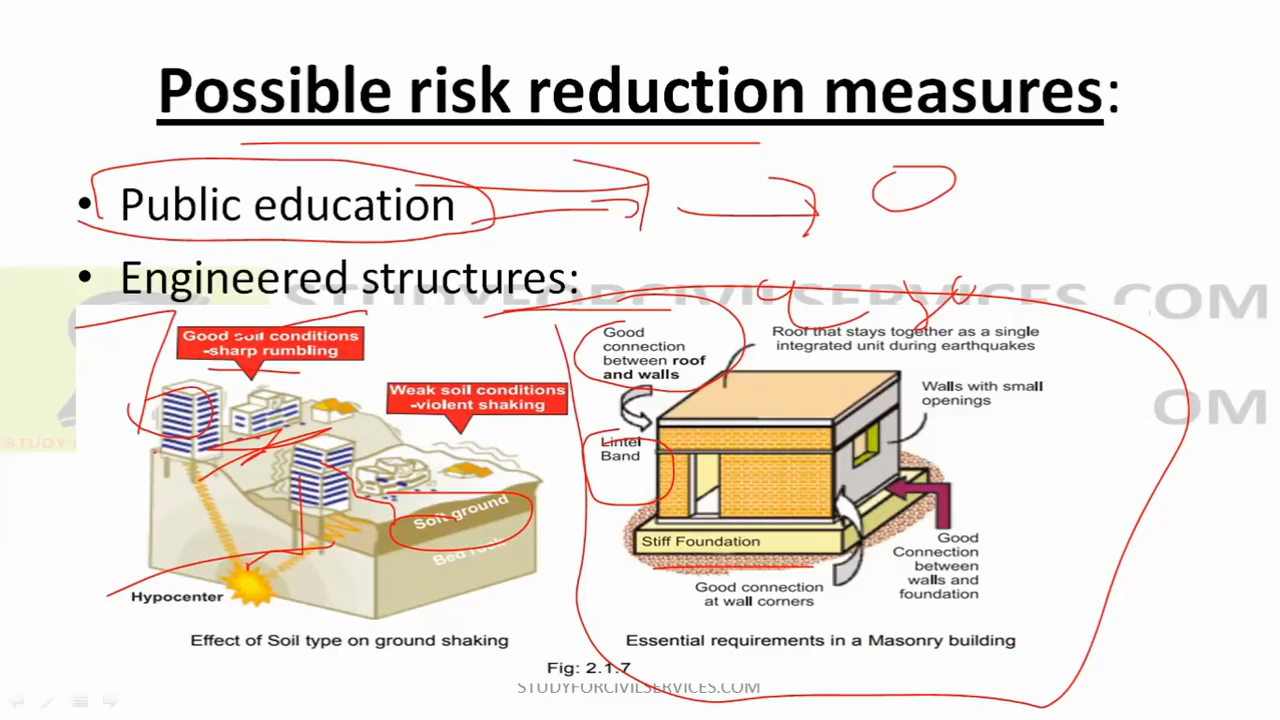 Possible risk reduction measures:
• Public education
• Engineered structures:
STUDYFORCIVILSERVICES.COM
Good soil conditions
-sharp rumbling
Weak soil conditions
-violent shaking
Soft ground
Bed rock
Hypocenter
Effect of Soil type on ground shaking
Good
connection
between roof
and walls
Roof that stays together as a single
integrated unit during earthquakes
Walls with small
openings
OM
Lintel
Band
Stiff Foundation
Good
Connection
between
walls and
foundation
Good connection
at wall corners
Essential requirements in a Masonry building
Fig: 2.1.7
STUDYFORCIVILSERVICES.COM